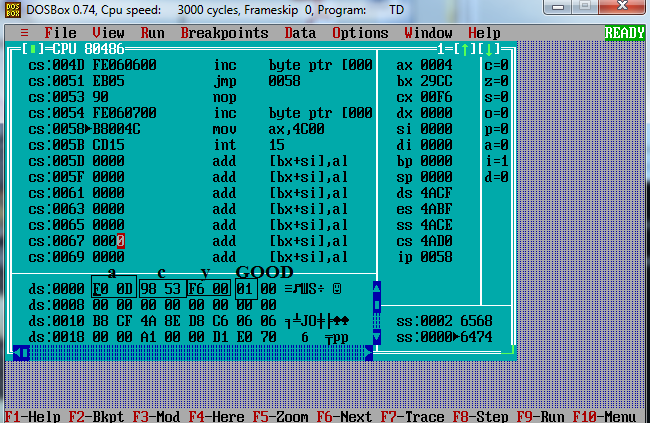 DOSBox 0.74, Cpu speed: 3000 cycles, Frameskip 0, Program: TD
≡ File View Run Breakpoints Data Options Window Help READY
[■]=CPU 80486 1=[↑][↓]
cs:004D FE060600 inc byte ptr [000 ax 0004 c=0
cs:0051 EB05 jmp 0058 bx 29CC z=0
cs:0053 90 nop cx 00F6 s=0
cs:0054 FE060700 inc byte ptr [000 dx 0000 o=0
cs:0058►B8004C mov ax,4C00 si 0000 p=0
cs:005B CD15 int 15 di 0000 a=0
cs:005D 0000 add [bx+si],al bp 0000 i=1
cs:005F 0000 add [bx+si],al sp 0000 d=0
cs:0061 0000 add [bx+si],al ds 4ACF
cs:0063 0000 add [bx+si],al es 4ABF
cs:0065 0000 add [bx+si],al ss 4ACE
cs:0067 0000 add [bx+si],al cs 4AD0
cs:0069 0000 add [bx+si],al ip 0058
a c y GOOD
ds:0000 E0 0D 98 53 F6 00 01 00
ds:0008 00 00 00 00 00 00 00 00
ds:0010 B8 CF 4A 8E D8 C6 06 06 ╕╧JO╪╞♠♠ ss:0002 6568
ds:0018 00 00 A1 00 00 D1 E0 70 ss:0000►6474
F1-Help F2-Bkpt F3-Mod F4-Here F5-Zoom F6-Next F7-Trace F8-Step F9-Run F10-Menu